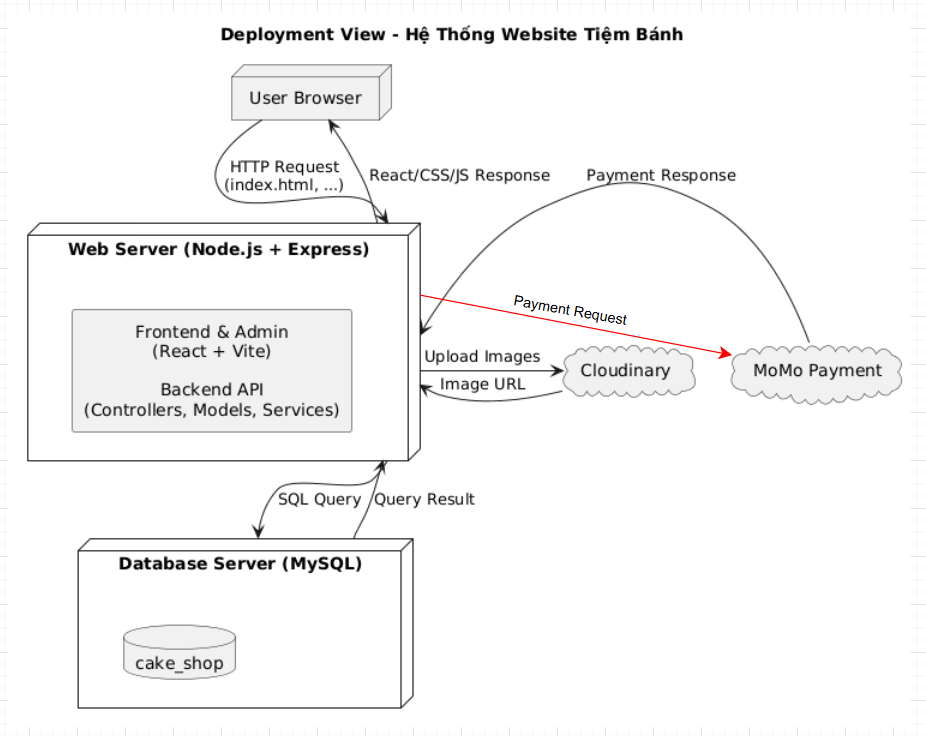 Deployment View - Hệ Thống Website Tiệm Bánh
User Browser
HTTP Request
(index.html, ...)
React/CSS/JS Response
Payment Response
Web Server (Node.js + Express)
Payment Request
Frontend & Admin
(React + Vite)
Backend API
(Controllers, Models, Services)
Upload Images
Image URL
Cloudinary
MoMo Payment
SQL Query
Query Result
Database Server (MySQL)
cake_shop